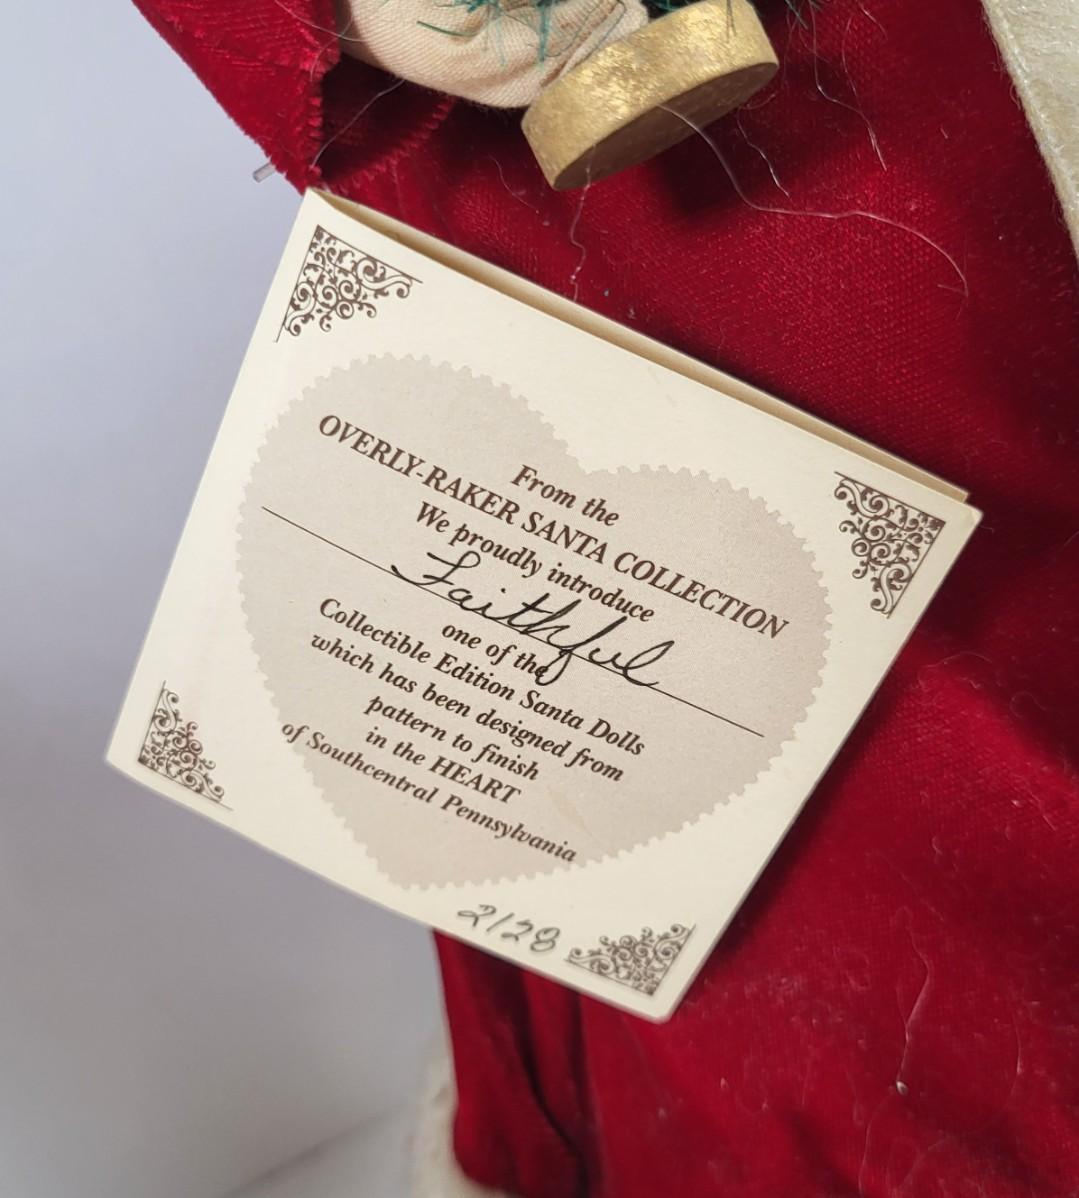 From the
OVERLY-RAKER SANTA COLLECTION
We proudly introduce
Faithful
one of the
Collectible Edition Santa Dolls
which has been designed from
pattern to finish
in the HEART
of Southcentral Pennsylvania
2/28